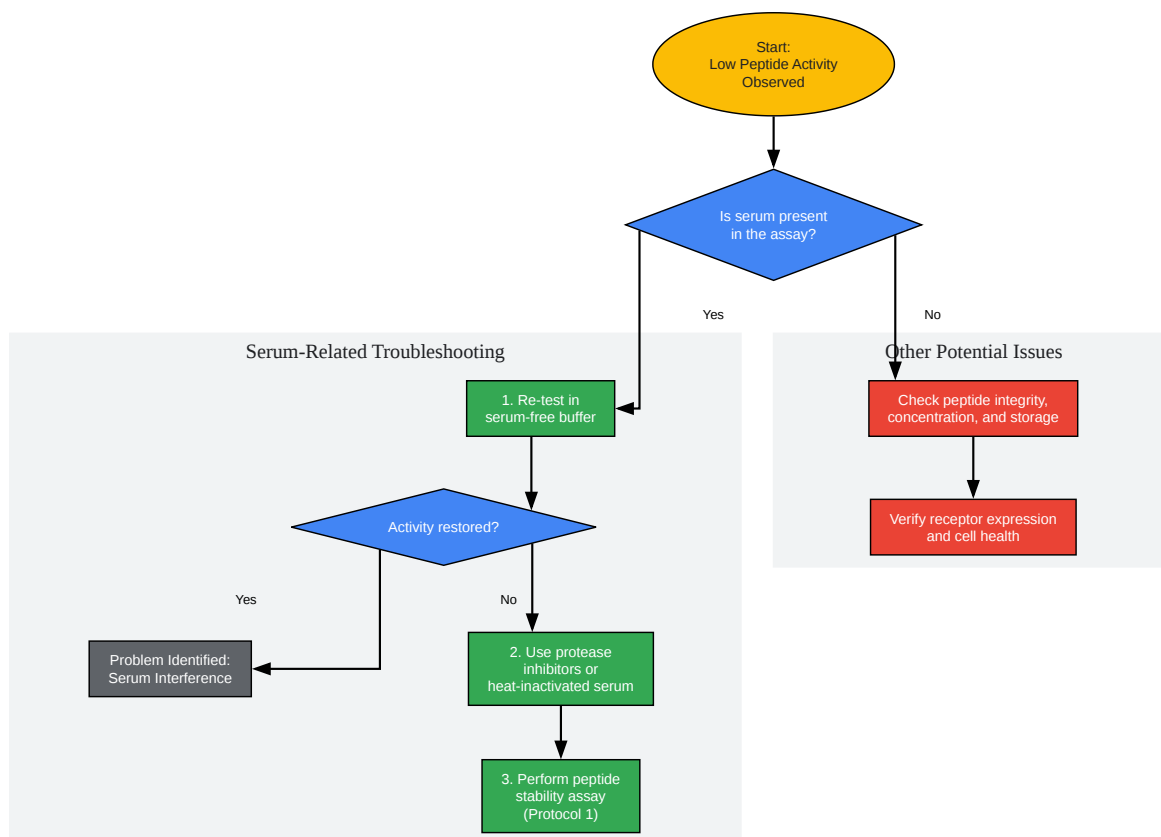 Start:
Low Peptide Activity
Observed
Is serum present
in the assay?
Yes
No
Serum-Related Troubleshooting
Other Potential Issues
1. Re-test in
serum-free buffer
Check peptide integrity,
concentration, and storage
Activity restored?
Verify receptor expression
and cell health
Yes
No
Problem Identified:
Serum Interference
2. Use protease
inhibitors or
heat-inactivated serum
3. Perform peptide
stability assay
(Protocol 1)